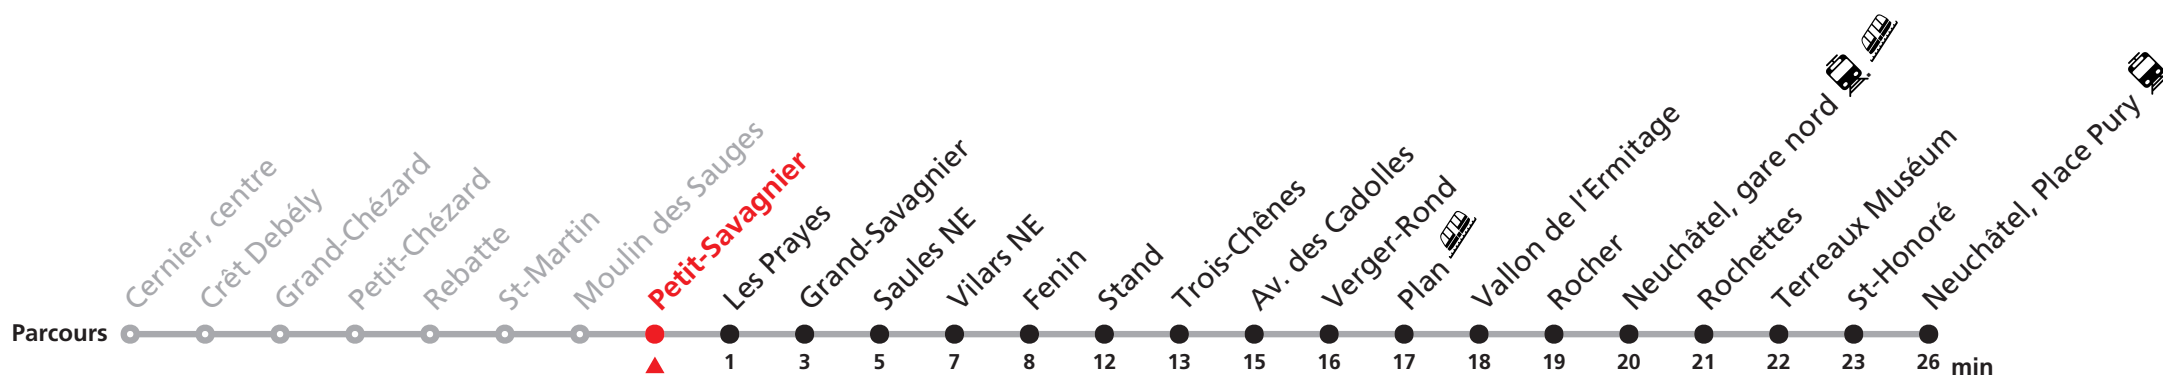 Cernier, centre
Crêt Debély
Grand-Chézard
Petit-Chézard
Rebatte
St-Martin
Moulin des Sauges
Petit-Savagnier
Les Prayes
Grand-Savagnier
Saules NE
Vilars NE
Fenin
Stand
Trois-Chênes
Av. des Cadolles
Verger-Rond
Plan
Vallon de l'Ermitage
Rocher
Neuchâtel, gare nord
Rochettes
Terreaux Muséum
St-Honoré
Neuchâtel, Place Pury
Parcours
1 3 5 7 8 12 13 15 16 17 18 19 20 21 22 23 26 min